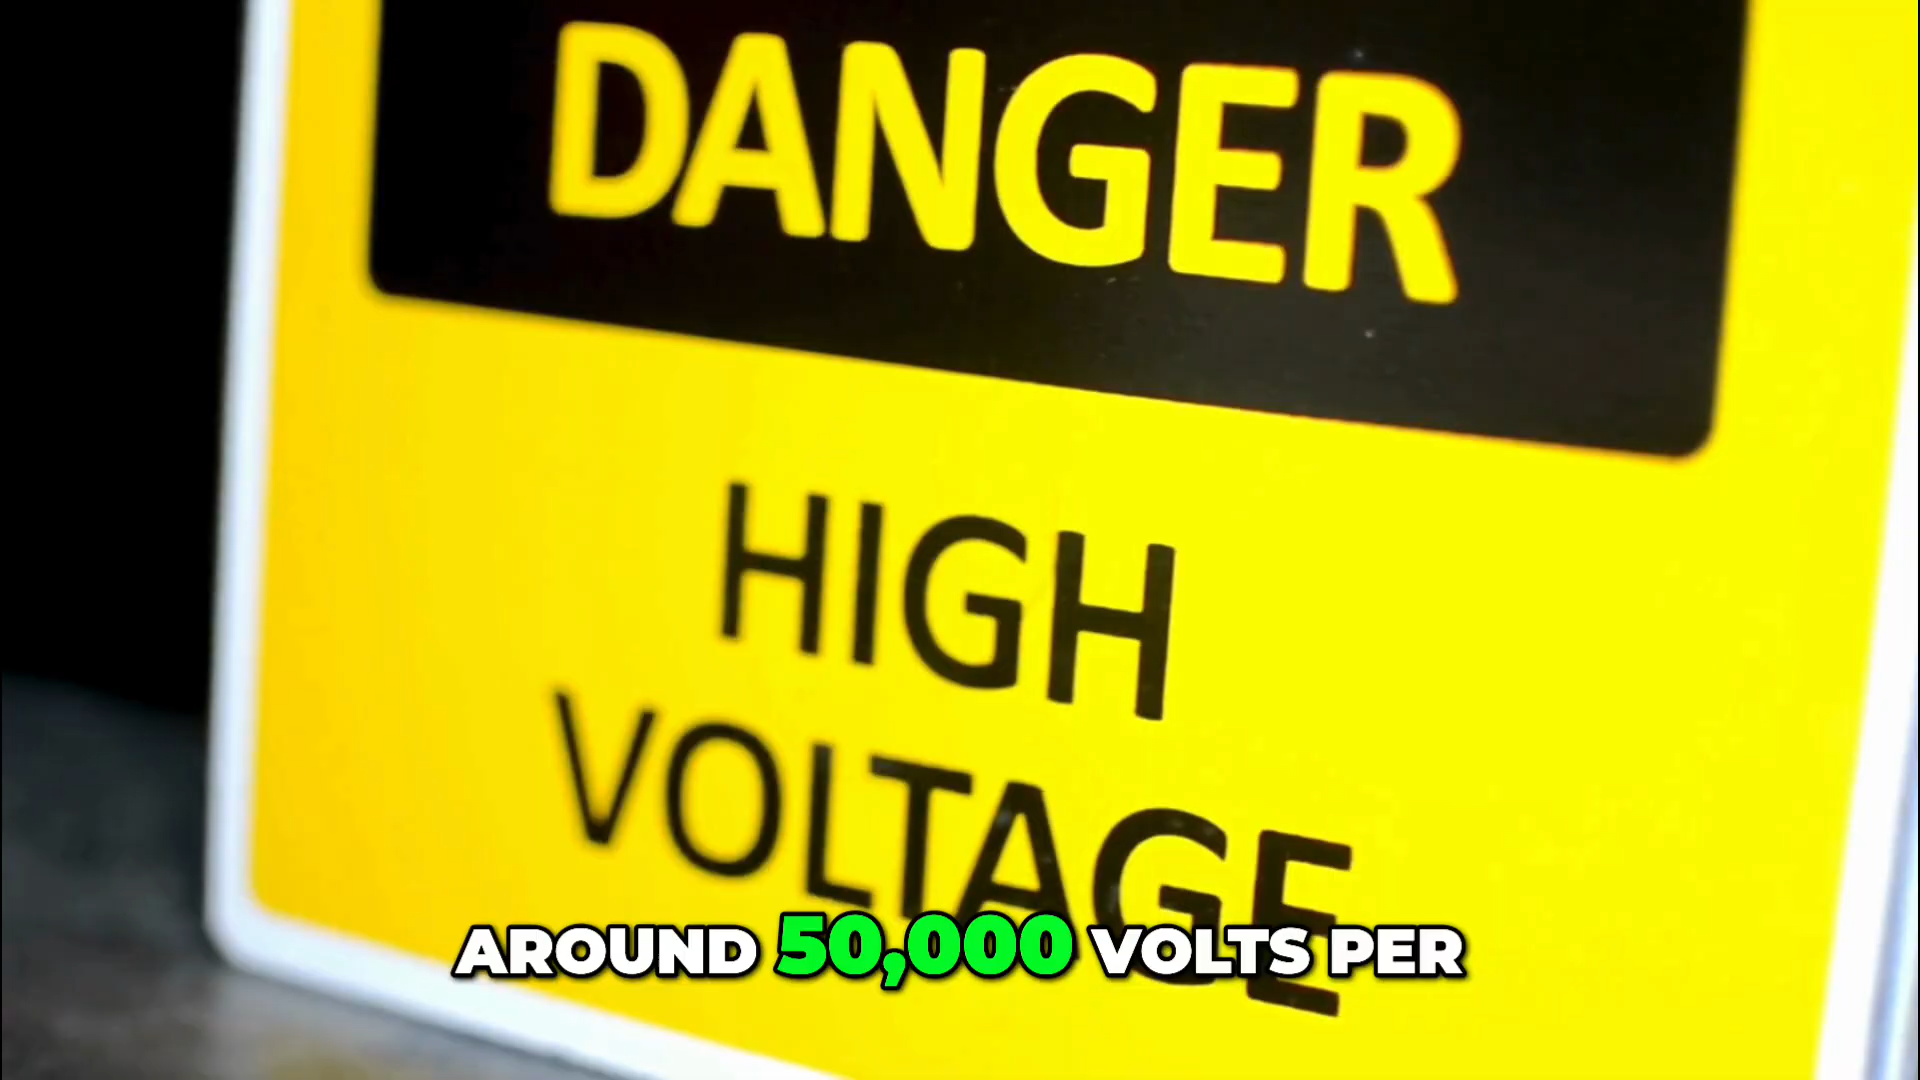 DANGER
HIGH
VOLTAGE
AROUND 50,000 VOLTS PER